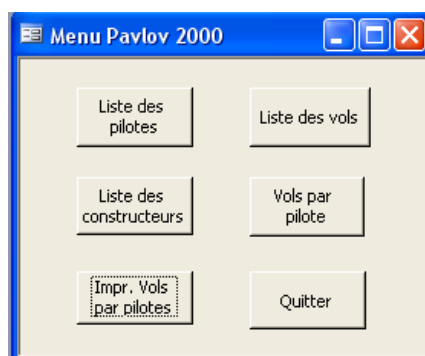 Menu Pavlov 2000
Liste des
pilotes
Liste des vols
Liste des
constructeurs
Vols par
pilote
Impr. Vols
par pilotes
Quitter